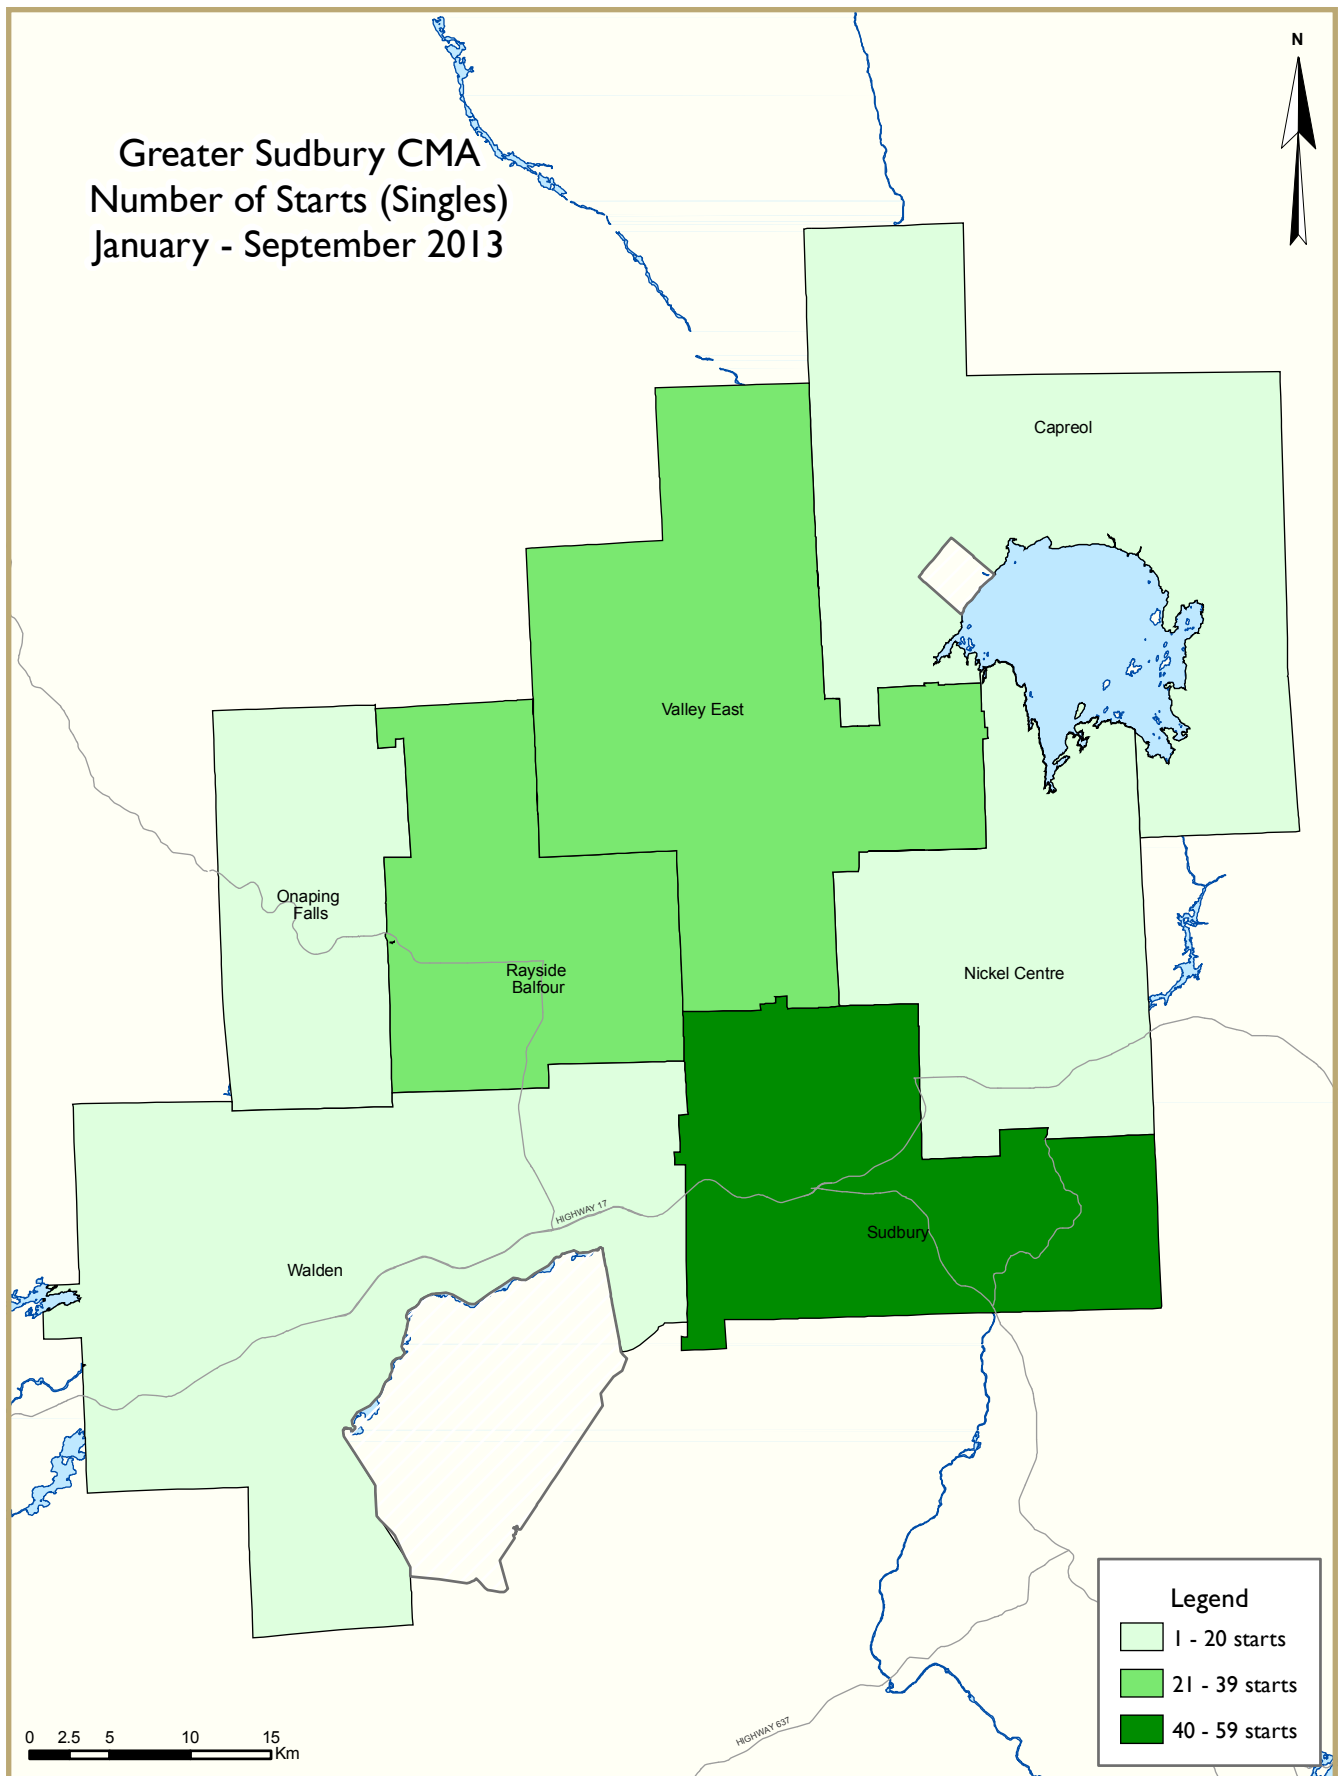 N
Greater Sudbury CMA
Number of Starts (Singles)
January - September 2013
Capreol
Valley East
Onaping
Falls
Rayside
Balfour
Nickel Centre
HIGHWAY 17
Sudbury
Walden
HIGHWAY 637
Legend
1 - 20 starts
21 - 39 starts
40 - 59 starts
0 2.5 5 10 15
Km